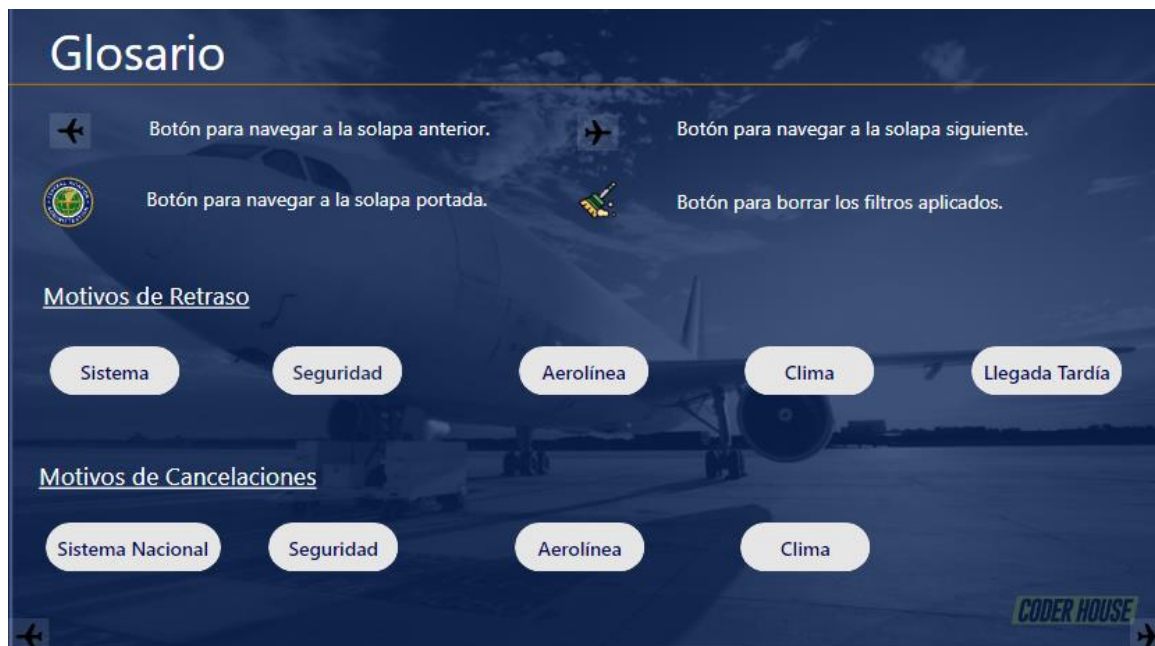 Glosario
Botón para navegar a la solapa anterior.
Botón para navegar a la solapa siguiente.
Botón para navegar a la solapa portada.
Botón para borrar los filtros aplicados.
Motivos de Retraso
Sistema
Seguridad
Aerolínea
Clima
Llegada Tardía
Motivos de Cancelaciones
Sistema Nacional
Seguridad
Aerolínea
Clima
CODER HOUSE